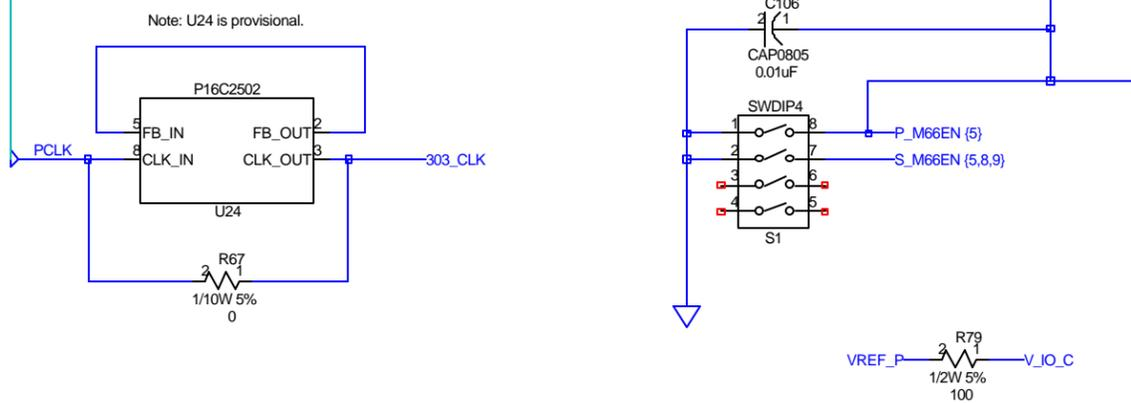 Note: U24 is provisional.
P16C2502
5
FB_IN
FB_OUT
2
PCLK
8
CLK_IN
CLK_OUT
3
303_CLK
U24
R67
2
1
1/10W 5%
0
C106
2
1
CAP0805
0.01uF
SWDIP4
1
8
P_M66EN {5}
2
7
S_M66EN {5,8,9}
3
6
4
5
S1
R79
VREF_P
2
1
V_IO_C
1/2W 5%
100